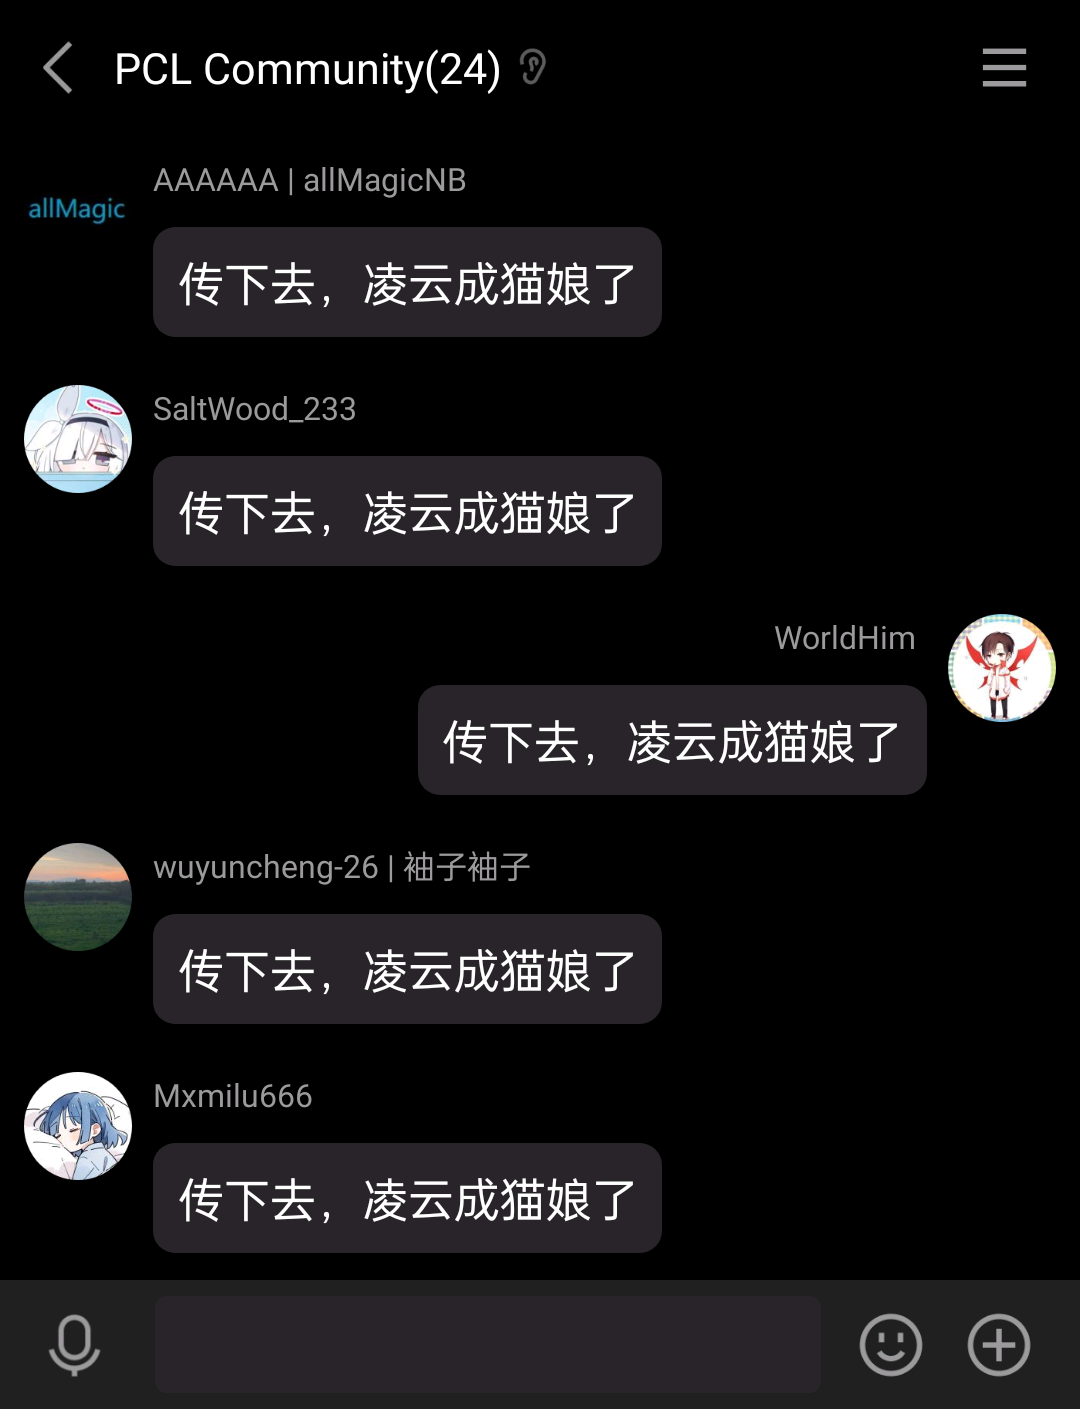 PCL Community(24)
AAAAAA | allMagicNB
allMagic
传下去，凌云成猫娘了
SaltWood_233
传下去，凌云成猫娘了
WorldHim
传下去，凌云成猫娘了
wuyuncheng-26 | 袖子袖子
传下去，凌云成猫娘了
Mxmilu666
传下去，凌云成猫娘了